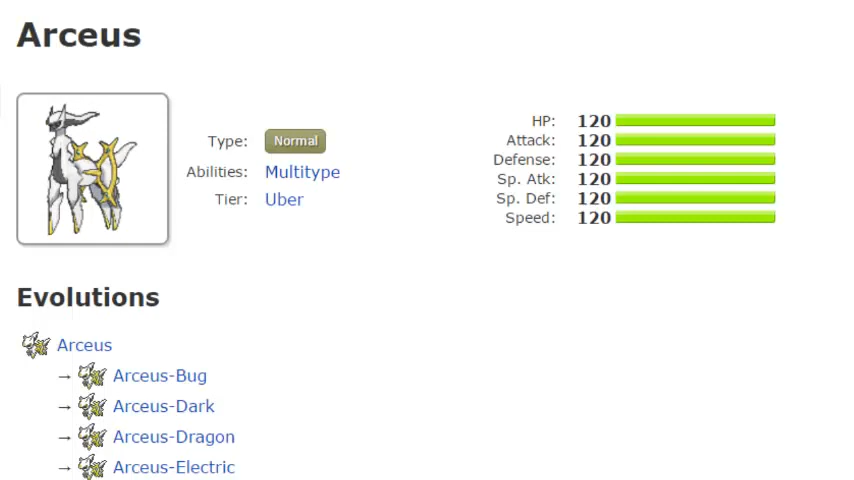 Arceus
Type: Normal
Abilities: Multitype
Tier: Uber
HP: 120
Attack: 120
Defense: 120
Sp. Atk: 120
Sp. Def: 120
Speed: 120
Evolutions
Arceus
→ Arceus-Bug
→ Arceus-Dark
→ Arceus-Dragon
→ Arceus-Electric